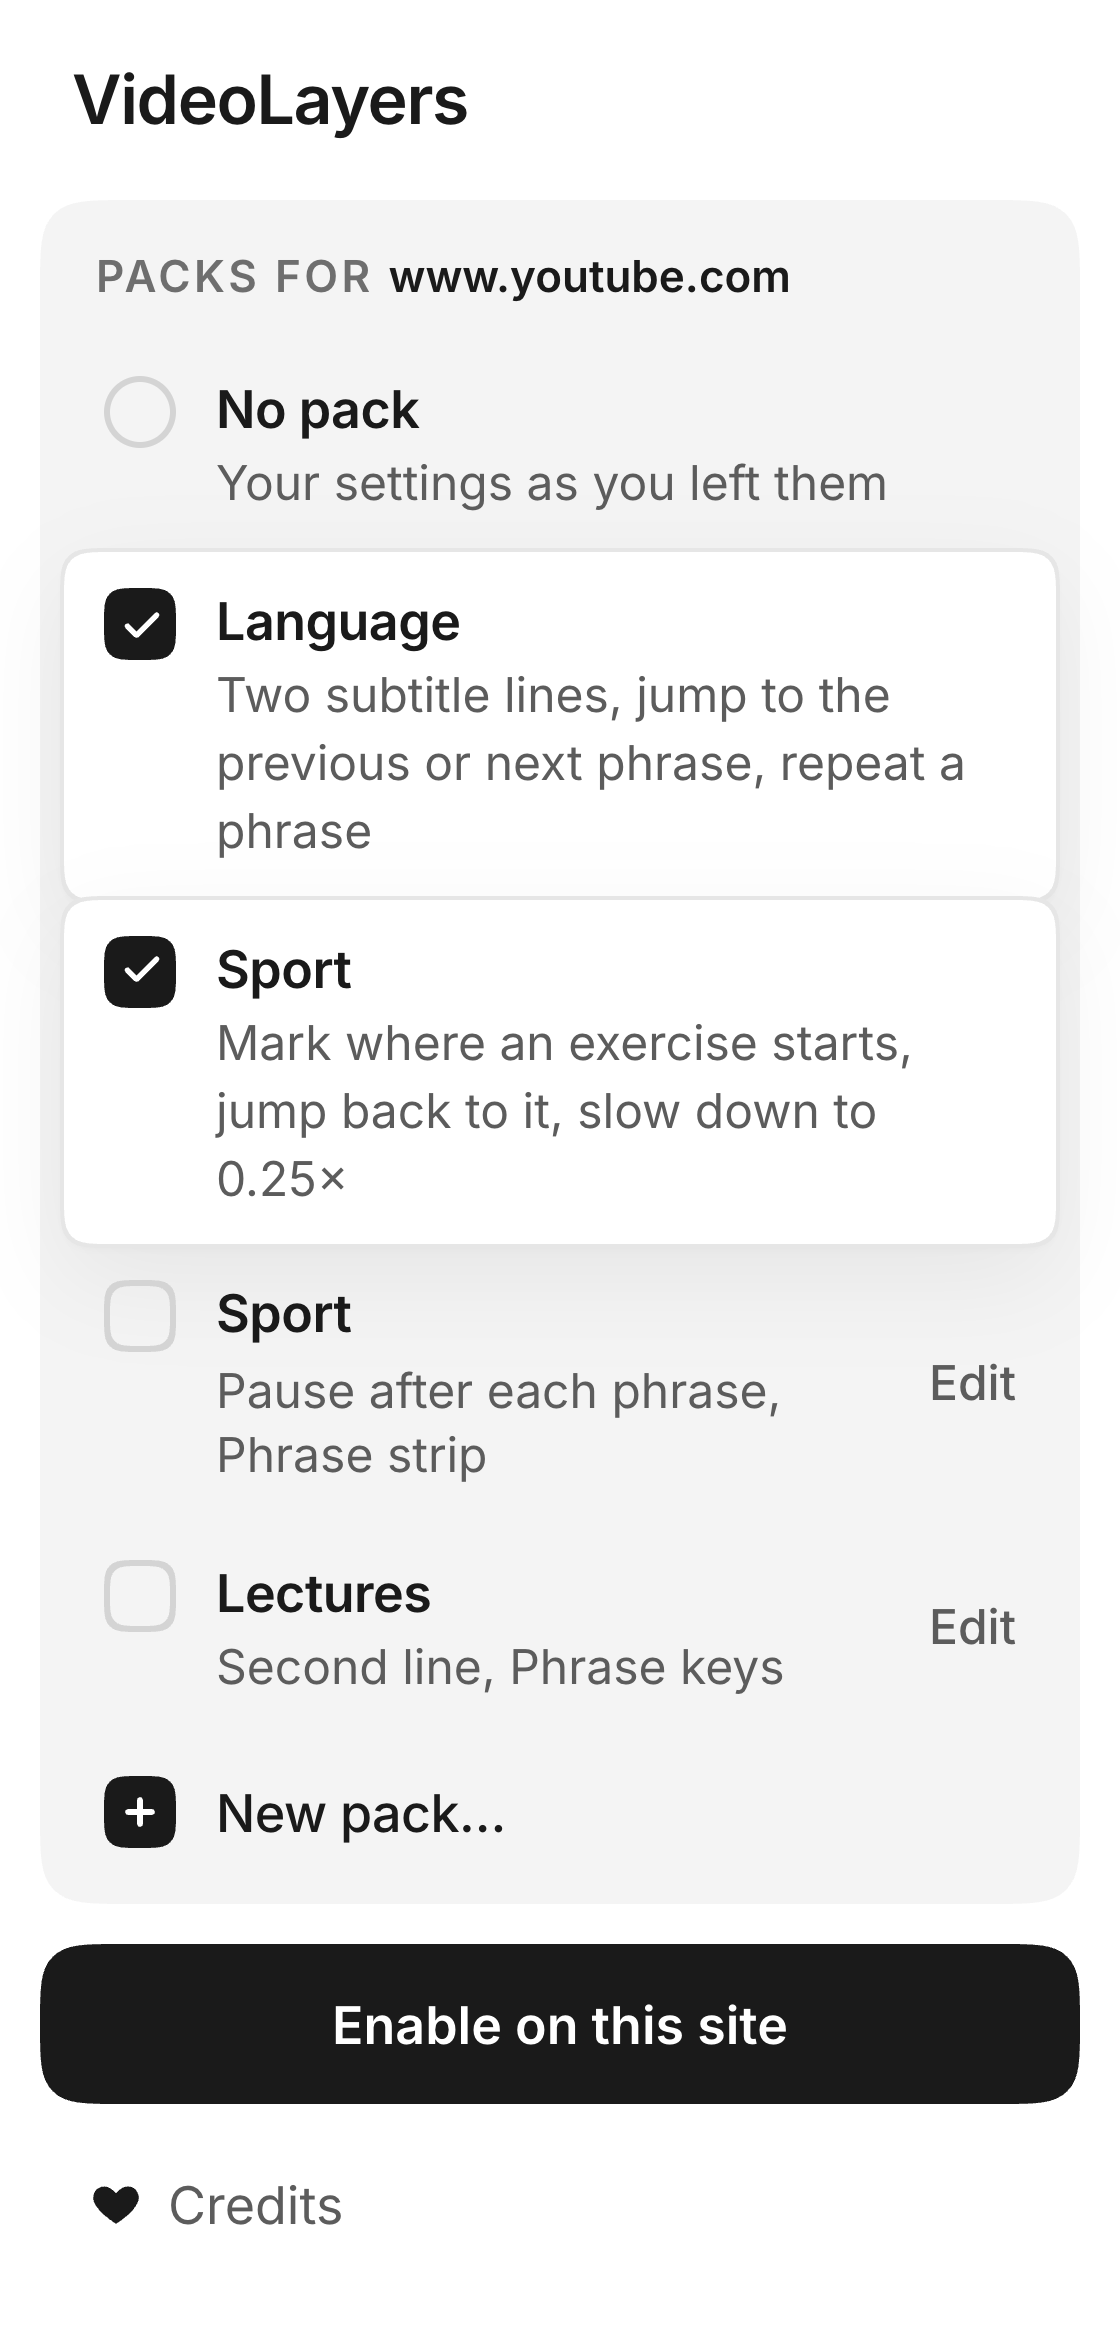 VideoLayers
PACKS FOR www.youtube.com
No pack
Your settings as you left them
Language
Two subtitle lines, jump to the
previous or next phrase, repeat a
phrase
Sport
Mark where an exercise starts,
jump back to it, slow down to
0.25×
Sport
Pause after each phrase,
Phrase strip
Edit
Lectures
Second line, Phrase keys
Edit
New pack...
Enable on this site
Credits